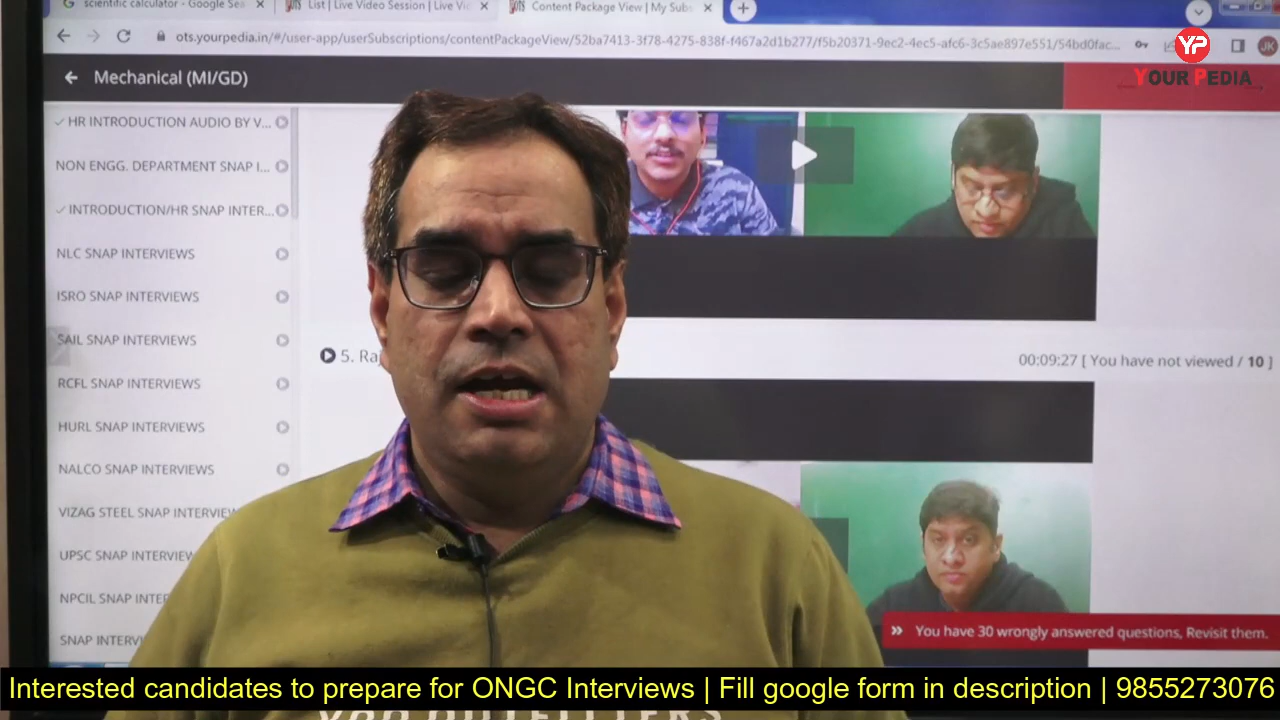 scientific calculator - Google Sea
List | Live Video Session | Live Vi
Content Package View | My Subs
ots.yourpedia.in/#/user-app/userSubscriptions/contentPackageView/52ba7413-3f78-4275-838f-f467a2d1b277/f5b20371-9ec2-4ec5-afc6-3c5ae897e551/54bd0fac...
JK
YP
YOUR PEDIA
Mechanical (MI/GD)
HR INTRODUCTION AUDIO BY V...
NON ENGG. DEPARTMENT SNAP I...
INTRODUCTION/HR SNAP INTER...
NLC SNAP INTERVIEWS
ISRO SNAP INTERVIEWS
SAIL SNAP INTERVIEWS
5. Ra
00:09:27 [ You have not viewed / 10 ]
RCFL SNAP INTERVIEWS
HURL SNAP INTERVIEWS
NALCO SNAP INTERVIEWS
VIZAG STEEL SNAP INTERVIEW
UPSC SNAP INTERVIEW
NPCIL SNAP INTER
SNAP INTERV
You have 30 wrongly answered questions, Revisit them.
Interested candidates to prepare for ONGC Interviews | Fill google form in description | 9855273076